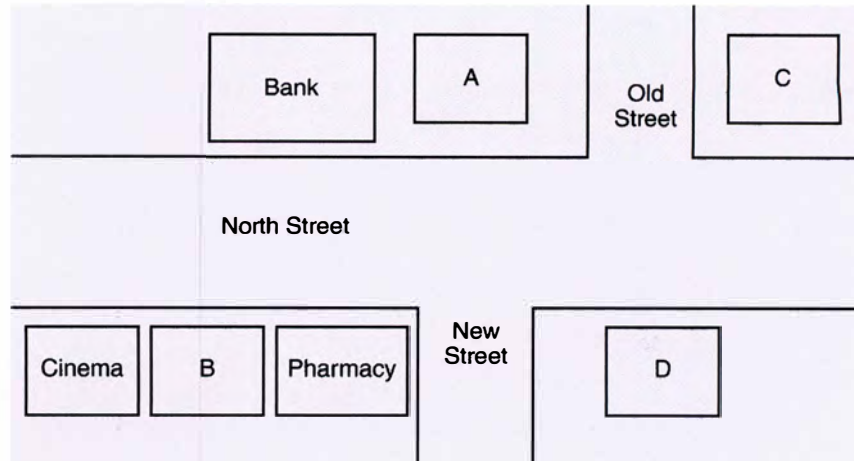 Bank
A
Old
Street
C
North Street
Cinema
B
Pharmacy
New
Street
D